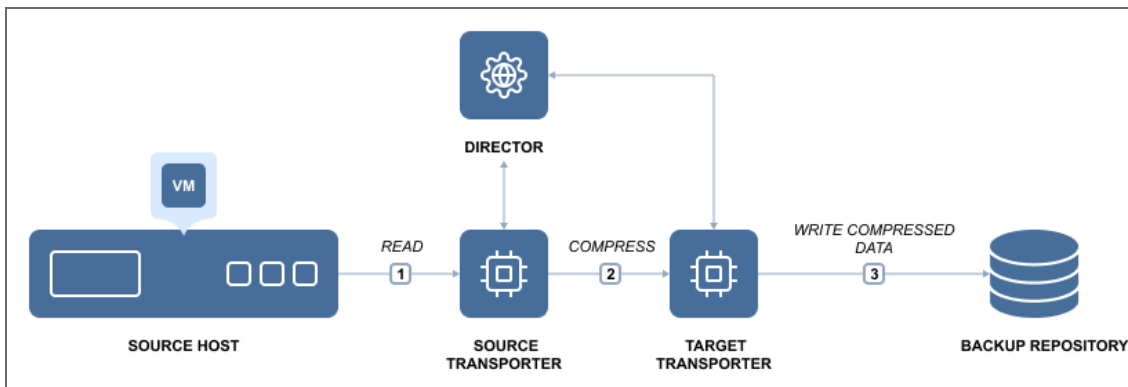 DIRECTOR
VM
READ
1
COMPRESS
2
WRITE COMPRESSED
DATA
3
SOURCE HOST
SOURCE
TRANSPORTER
TARGET
TRANSPORTER
BACKUP REPOSITORY